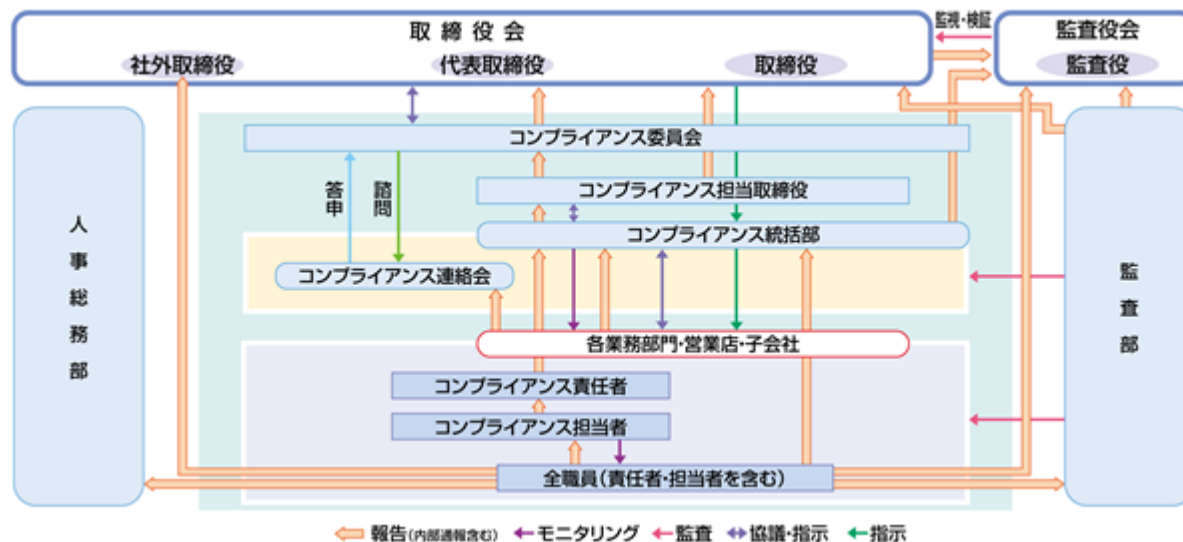 取締役会
監視・検証
監査役会
社外取締役
代表取締役
取締役
監査役
コンプライアンス委員会
答申
諮問
コンプライアンス担当取締役
コンプライアンス統括部
コンプライアンス連絡会
人事総務部
監査部
各業務部門・営業店・子会社
コンプライアンス責任者
コンプライアンス担当者
全職員(責任者・担当者を含む)
報告(内部通報含む) モニタリング 監査 協議・指示 指示